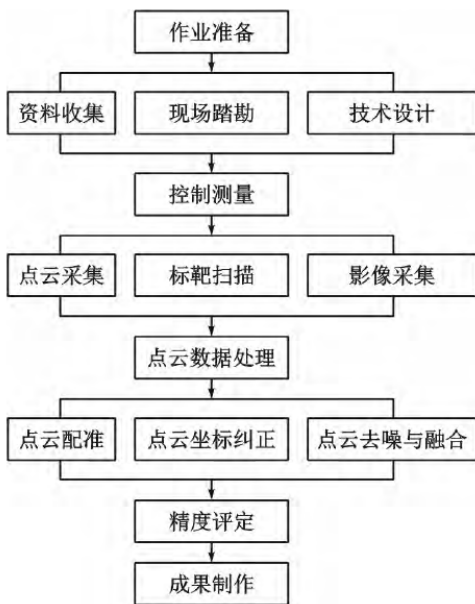 作业准备
资料收集
现场踏勘
技术设计
控制测量
点云采集
标靶扫描
影像采集
点云数据处理
点云配准
点云坐标纠正
点云去噪与融合
精度评定
成果制作